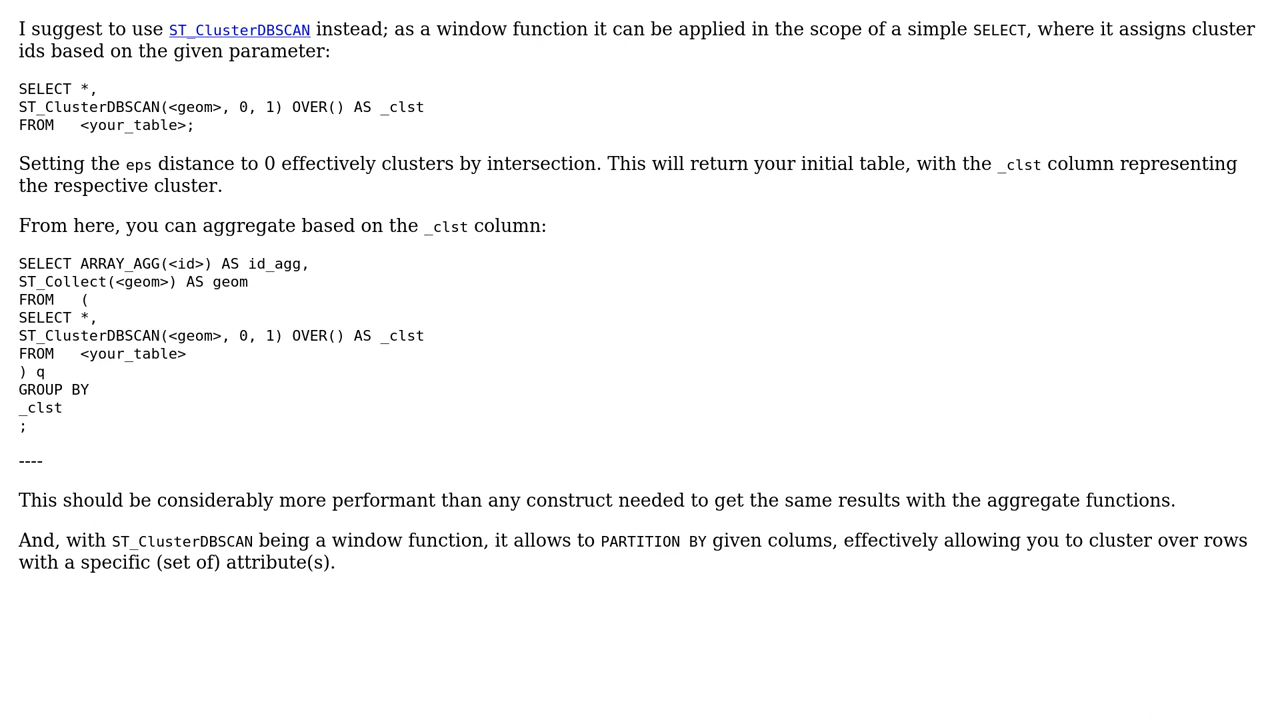 I suggest to use ST_ClusterDBSCAN instead; as a window function it can be applied in the scope of a simple SELECT, where it assigns cluster
ids based on the given parameter:
SELECT *,
ST_ClusterDBSCAN(<geom>, 0, 1) OVER() AS _clst
FROM   <your_table>;
Setting the eps distance to 0 effectively clusters by intersection. This will return your initial table, with the _clst column representing
the respective cluster.
From here, you can aggregate based on the _clst column:
SELECT ARRAY_AGG(<id>) AS id_agg,
ST_Collect(<geom>) AS geom
FROM   (
SELECT *,
ST_ClusterDBSCAN(<geom>, 0, 1) OVER() AS _clst
FROM   <your_table>
) q
GROUP BY
_clst
;
----
This should be considerably more performant than any construct needed to get the same results with the aggregate functions.
And, with ST_ClusterDBSCAN being a window function, it allows to PARTITION BY given colums, effectively allowing you to cluster over rows
with a specific (set of) attribute(s).